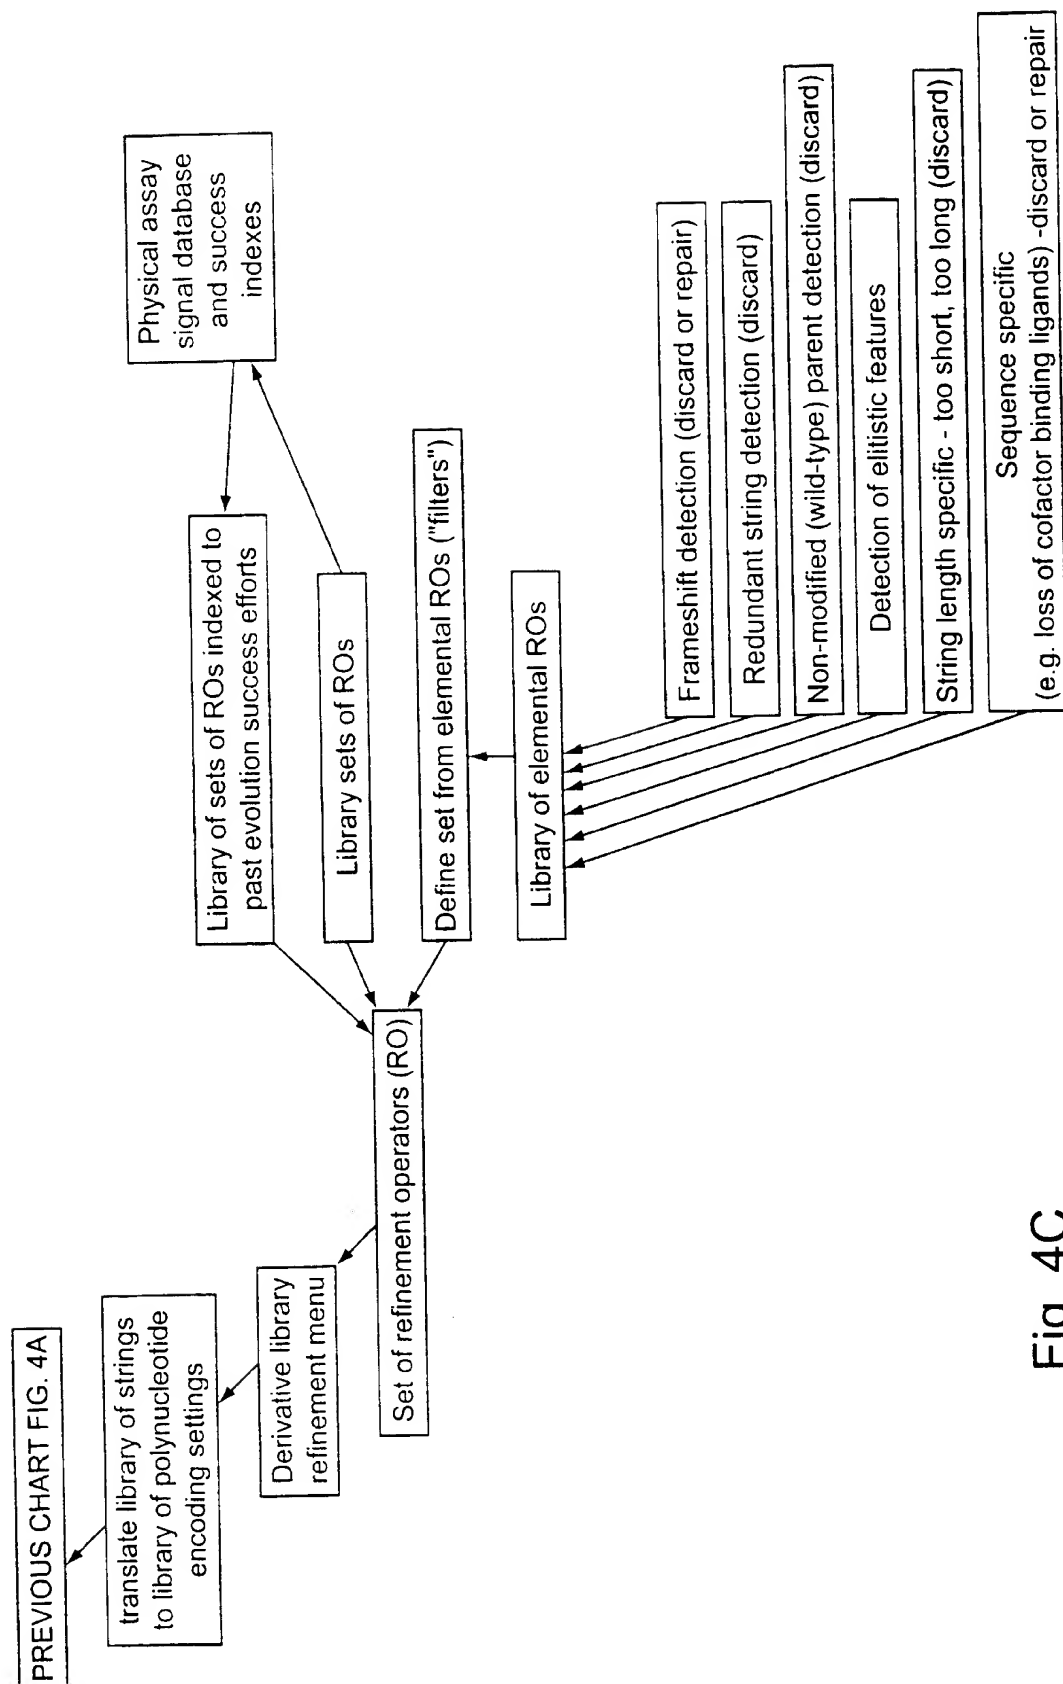 PREVIOUS CHART FIG. 4A
translate library of strings
to library of polynucleotide
encoding settings
Derivative library
refinement menu
Set of refinement operators (RO)
Library of sets of ROs indexed to
past evolution success efforts
Physical assay
signal database
and success
indexes
Library sets of ROs
Define set from elemental ROs ("filters")
Library of elemental ROs
Frameshift detection (discard or repair)
Redundant string detection (discard)
Non-modified (wild-type) parent detection (discard)
Detection of elitistic features
String length specific - too short, too long (discard)
Sequence specific
(e.g. loss of cofactor binding ligands) -discard or repair
Fig. 4C